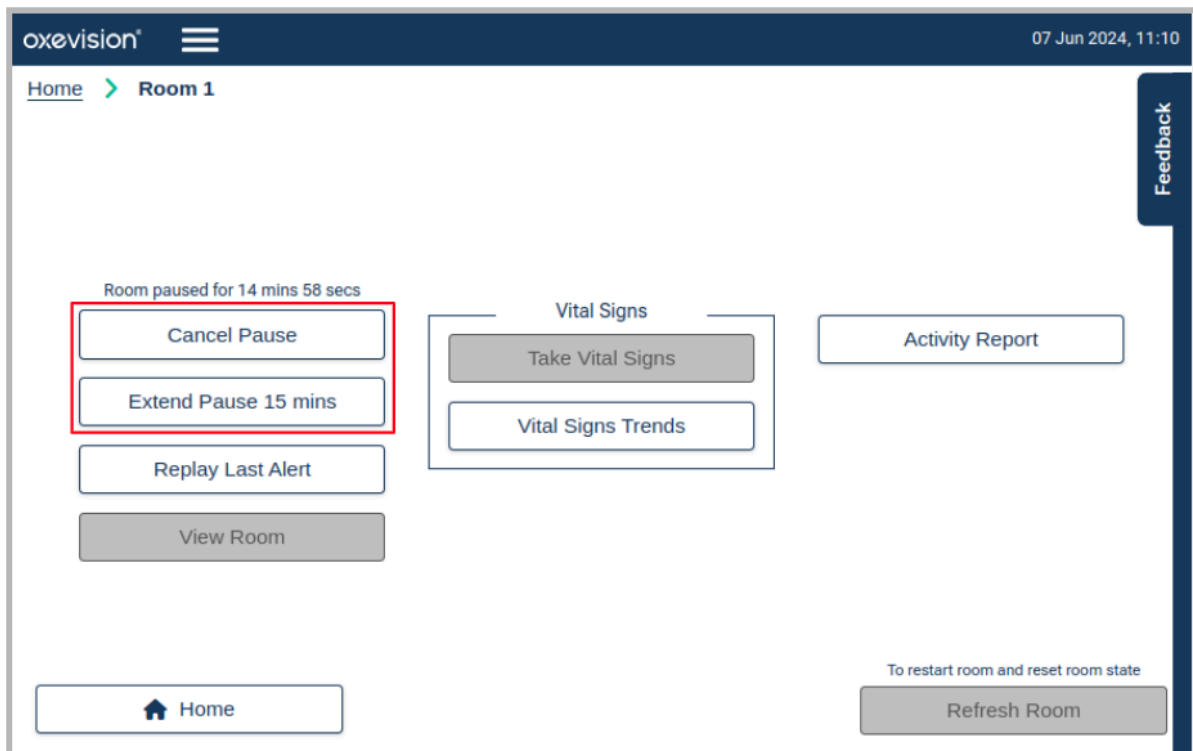 oxevision®
07 Jun 2024, 11:10
Home > Room 1
Feedback
Room paused for 14 mins 58 secs
Cancel Pause
Extend Pause 15 mins
Replay Last Alert
View Room
Vital Signs
Take Vital Signs
Vital Signs Trends
Activity Report
Home
To restart room and reset room state
Refresh Room